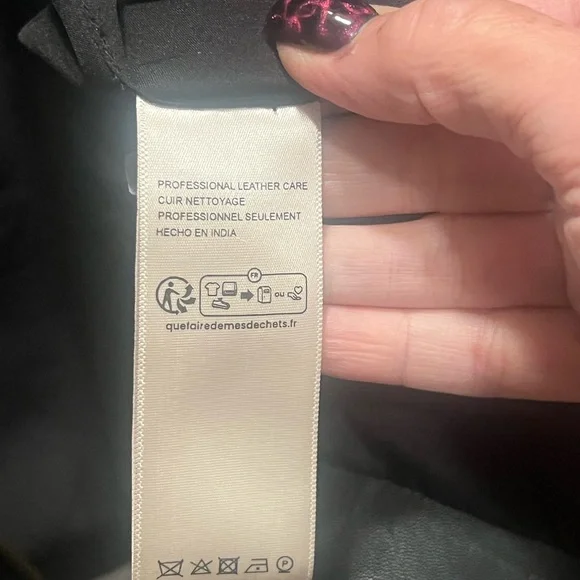 PROFESSIONAL LEATHER CARE
CUIR NETTOYAGE
PROFESSIONNEL SEULEMENT
HECHO EN INDIA
FR
OU
quefairedemesdechets.fr
P